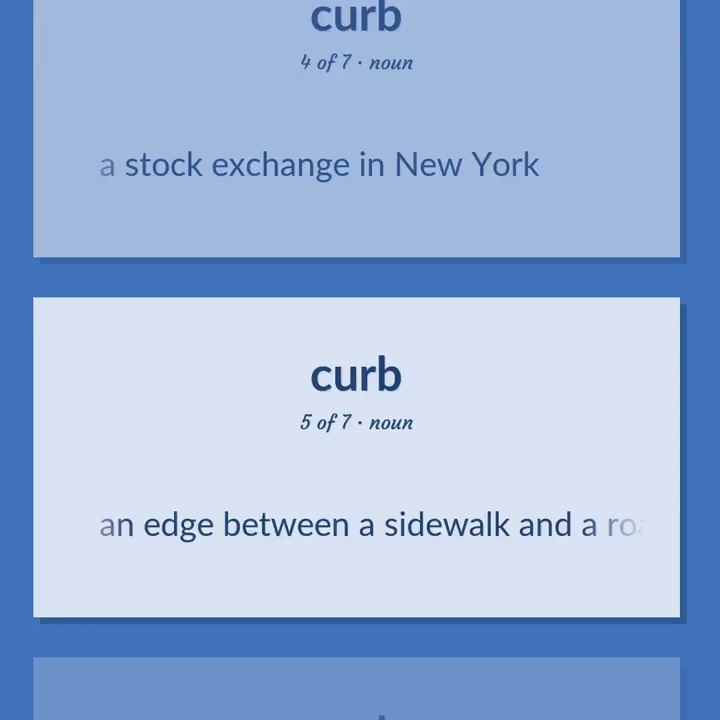 curb
4 of 7 · noun
a stock exchange in New York
curb
5 of 7 · noun
an edge between a sidewalk and a